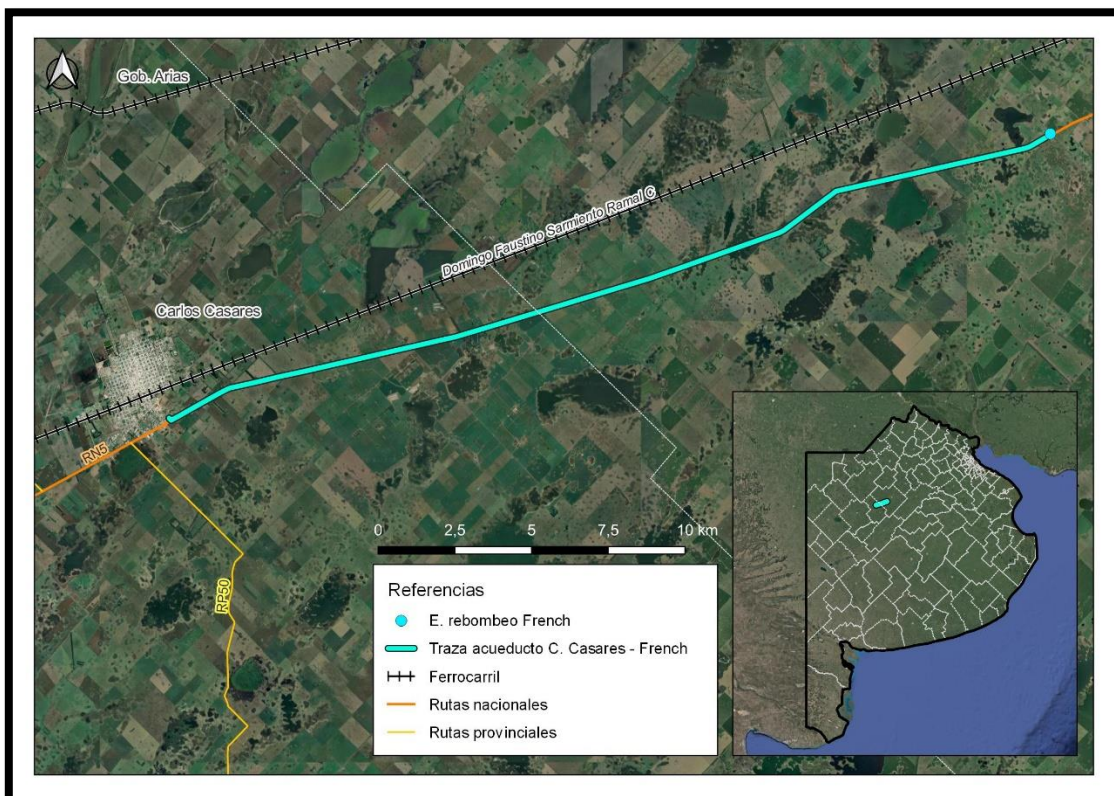 Gob. Arias
Domingo Faustino Sarmiento Ramal C
Carlos Casares
RN5
RP50
0 2,5 5 7,5 10 km
Referencias
E. rebombeo French
Traza acueducto C. Casares - French
Ferrocarril
Rutas nacionales
Rutas provinciales